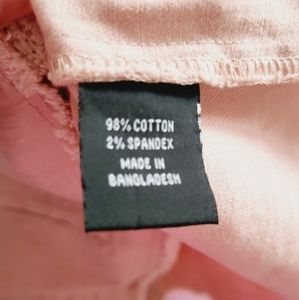 98% COTTON
2% SPANDEX
MADE IN
BANGLADESH